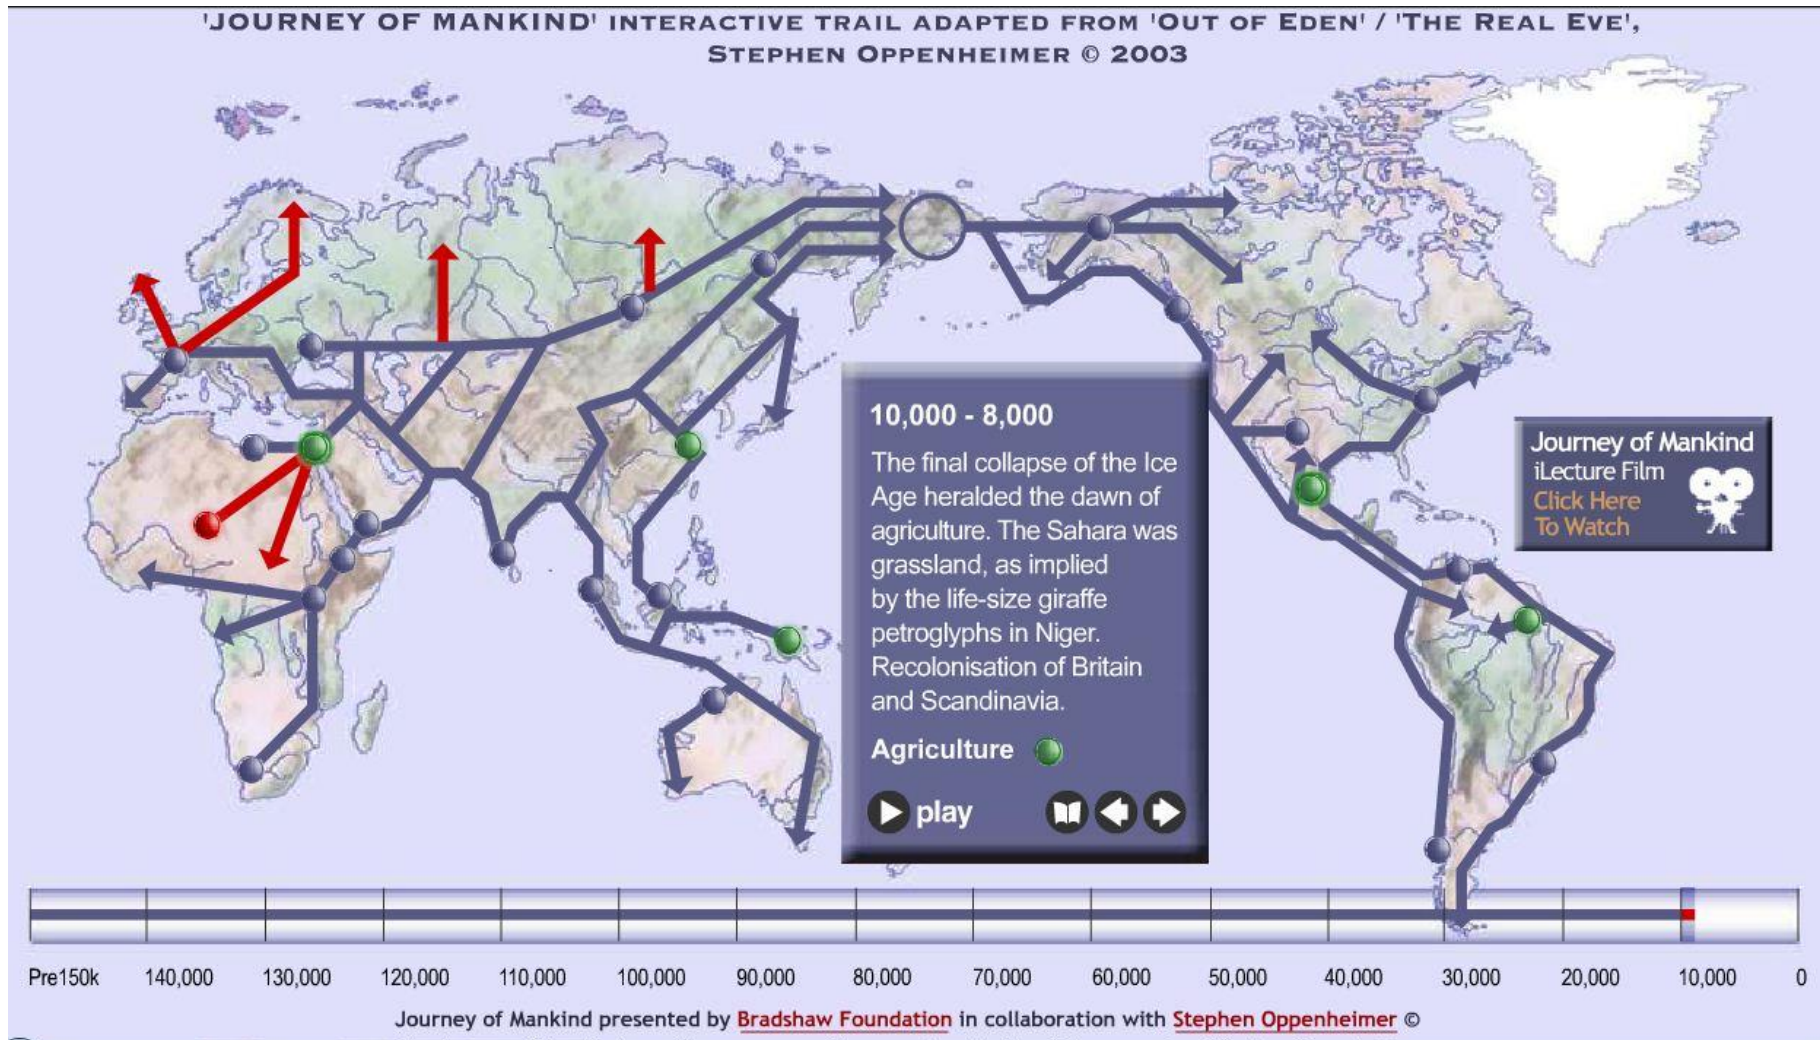 'JOURNEY OF MANKIND' INTERACTIVE TRAIL ADAPTED FROM 'OUT OF EDEN' / 'THE REAL EVE',
STEPHEN OPPENHEIMER © 2003
10,000 - 8,000
The final collapse of the Ice
Age heralded the dawn of
agriculture. The Sahara was
grassland, as implied
by the life-size giraffe
petroglyphs in Niger.
Recolonisation of Britain
and Scandinavia.
Agriculture
play
Journey of Mankind
iLecture Film
Click Here
To Watch
Pre150k 140,000 130,000 120,000 110,000 100,000 90,000 80,000 70,000 60,000 50,000 40,000 30,000 20,000 10,000 0
Journey of Mankind presented by Bradshaw Foundation in collaboration with Stephen Oppenheimer ©